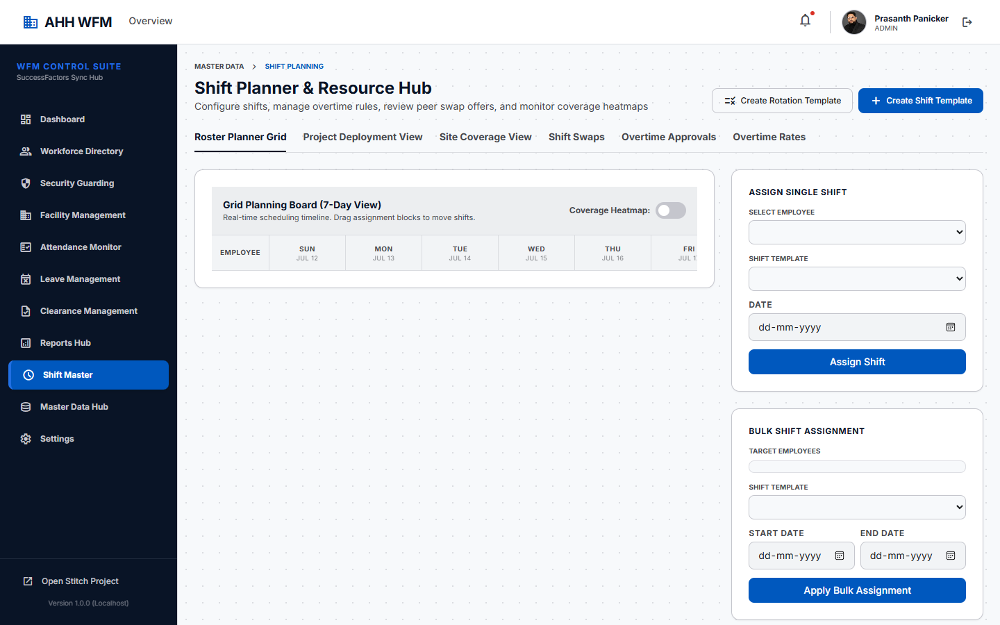 AHH WFM
Overview
Prasanth Panicker
ADMIN
WFM CONTROL SUITE
SuccessFactors Sync Hub
Dashboard
Workforce Directory
Security Guarding
Facility Management
Attendance Monitor
Leave Management
Clearance Management
Reports Hub
Shift Master
Master Data Hub
Settings
Open Stitch Project
Version 1.0.0 (Localhost)
MASTER DATA
SHIFT PLANNING
Shift Planner & Resource Hub
Configure shifts, manage overtime rules, review peer swap offers, and monitor coverage heatmaps
Create Rotation Template
Create Shift Template
Roster Planner Grid
Project Deployment View
Site Coverage View
Shift Swaps
Overtime Approvals
Overtime Rates
Grid Planning Board (7-Day View)
Real-time scheduling timeline. Drag assignment blocks to move shifts.
Coverage Heatmap:
EMPLOYEE
SUN
JUL 12
MON
JUL 13
TUE
JUL 14
WED
JUL 15
THU
JUL 16
FRI
JUL
ASSIGN SINGLE SHIFT
SELECT EMPLOYEE
SHIFT TEMPLATE
DATE
dd-mm-yyyy
Assign Shift
BULK SHIFT ASSIGNMENT
TARGET EMPLOYEES
SHIFT TEMPLATE
START DATE
END DATE
dd-mm-yyyy
dd-mm-yyyy
Apply Bulk Assignment